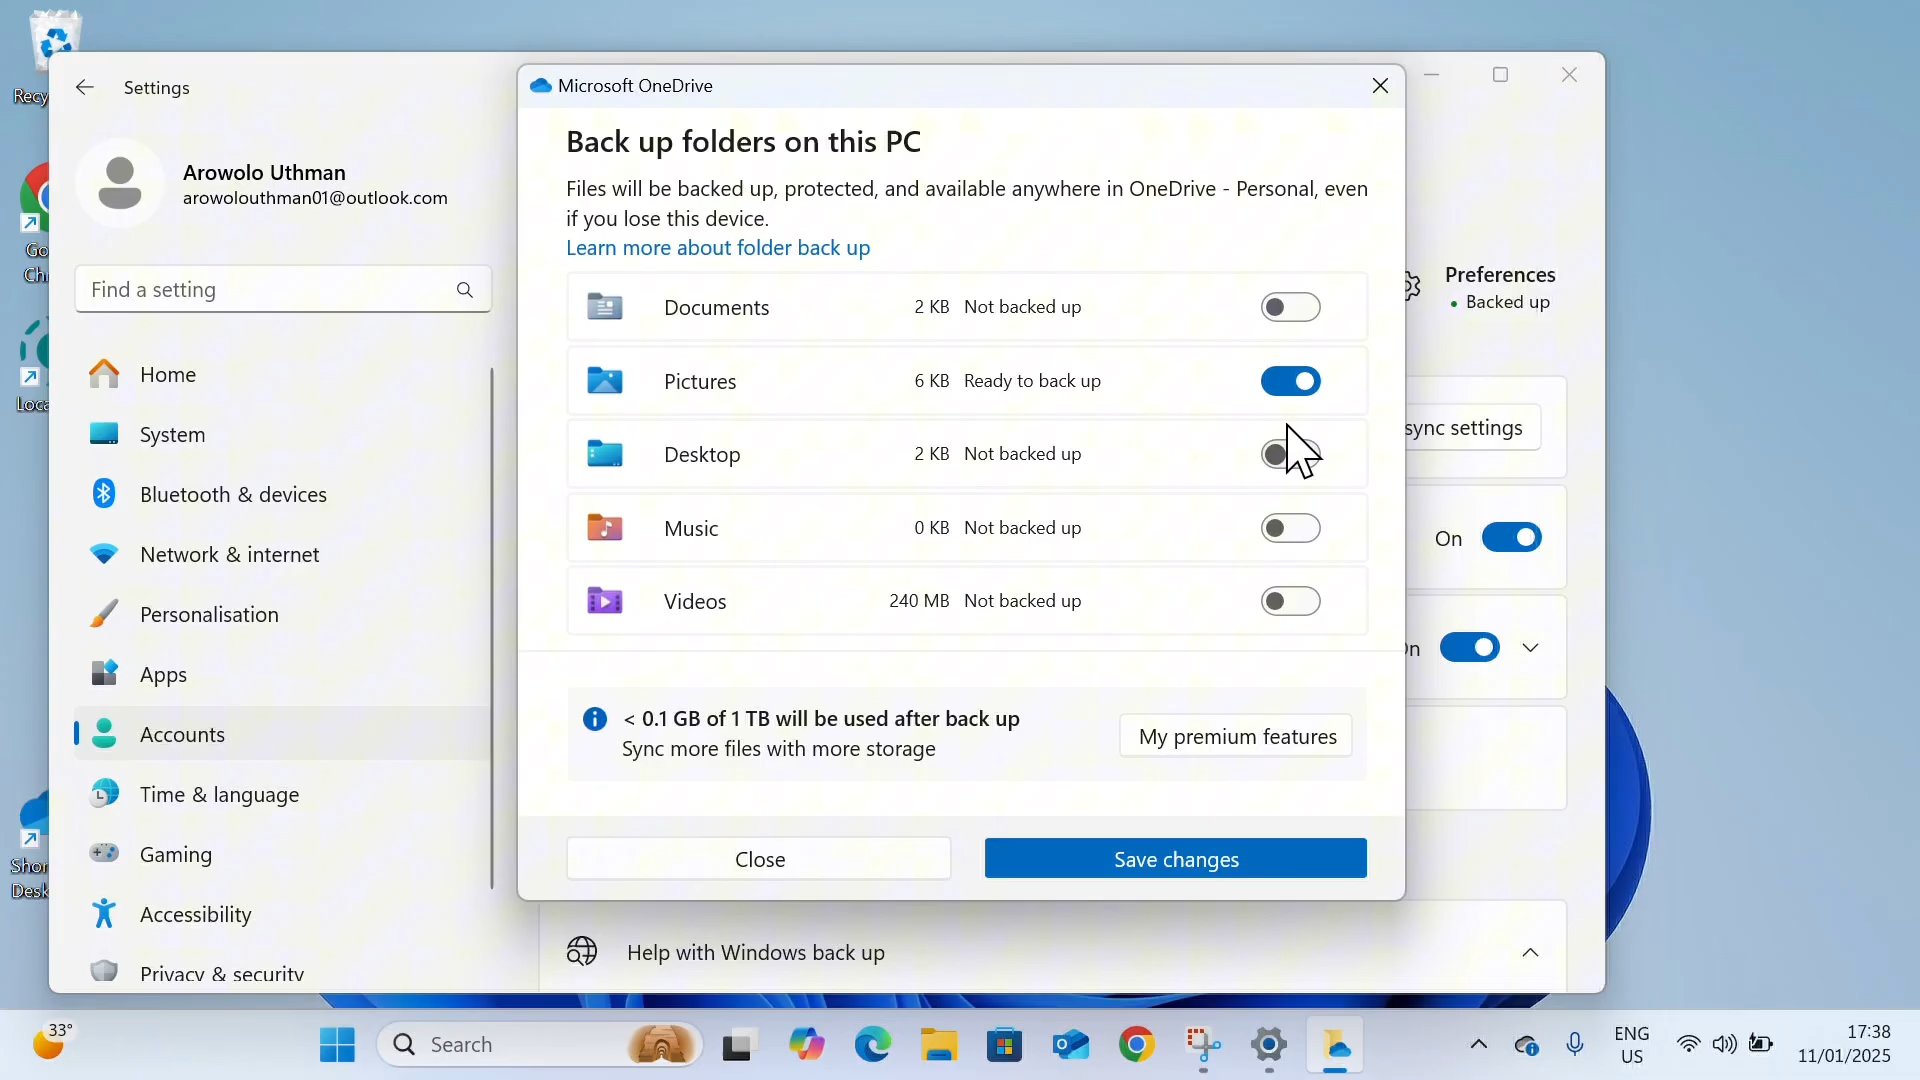 Settings
Arowolo Uthman
arowolouthman01@outlook.com
Find a setting
Home
System
Bluetooth & devices
Network & internet
Personalisation
Apps
Accounts
Time & language
Gaming
Accessibility
Privacy & security
Microsoft OneDrive
Back up folders on this PC
Files will be backed up, protected, and available anywhere in OneDrive - Personal, even
if you lose this device.
Learn more about folder back up
Documents 2 KB Not backed up
Pictures 6 KB Ready to back up
Desktop 2 KB Not backed up
Music 0 KB Not backed up
Videos 240 MB Not backed up
< 0.1 GB of 1 TB will be used after back up
Sync more files with more storage
My premium features
Close
Save changes
Preferences
• Backed up
sync settings
On
Help with Windows back up
33°
Search
ENG
US
17:38
11/01/2025